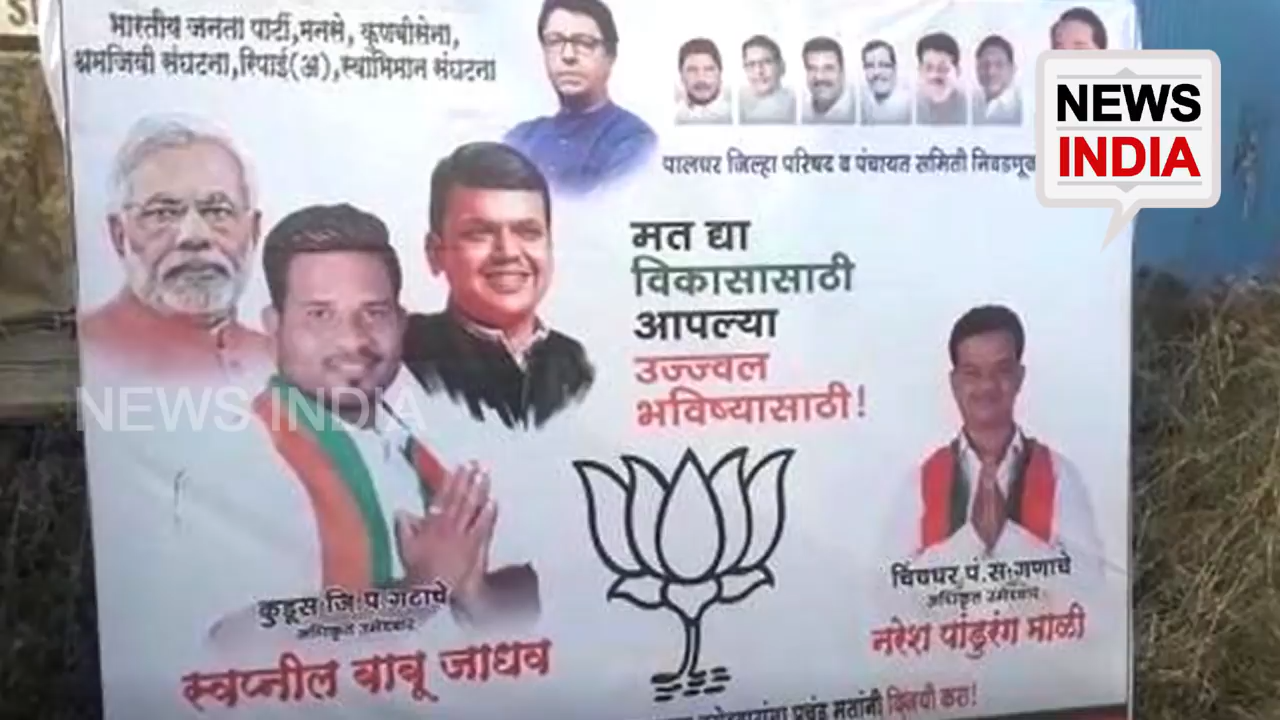 भारतीय जनता पार्टी,मनसे, कुणबीसेना,
श्रमजिवी संघटना,रिपाई(अ),स्वाभिमान संघटना
NEWS
INDIA
पालघर जिल्हा परिषद व पंचायत समिती निवडणूक
मत द्या
विकासासाठी
आपल्या
उज्ज्वल
भविष्यासाठी!
NEWS INDIA
कुडूस जि.प.गटाचे
अधिकृत उमेदवार
स्वप्नील बाबू जाधव
चिंचघर पं.स.गणाचे
अधिकृत उमेदवार
नरेश पांडुरंग माळी
प्रचंड मतांनी विजयी करा!